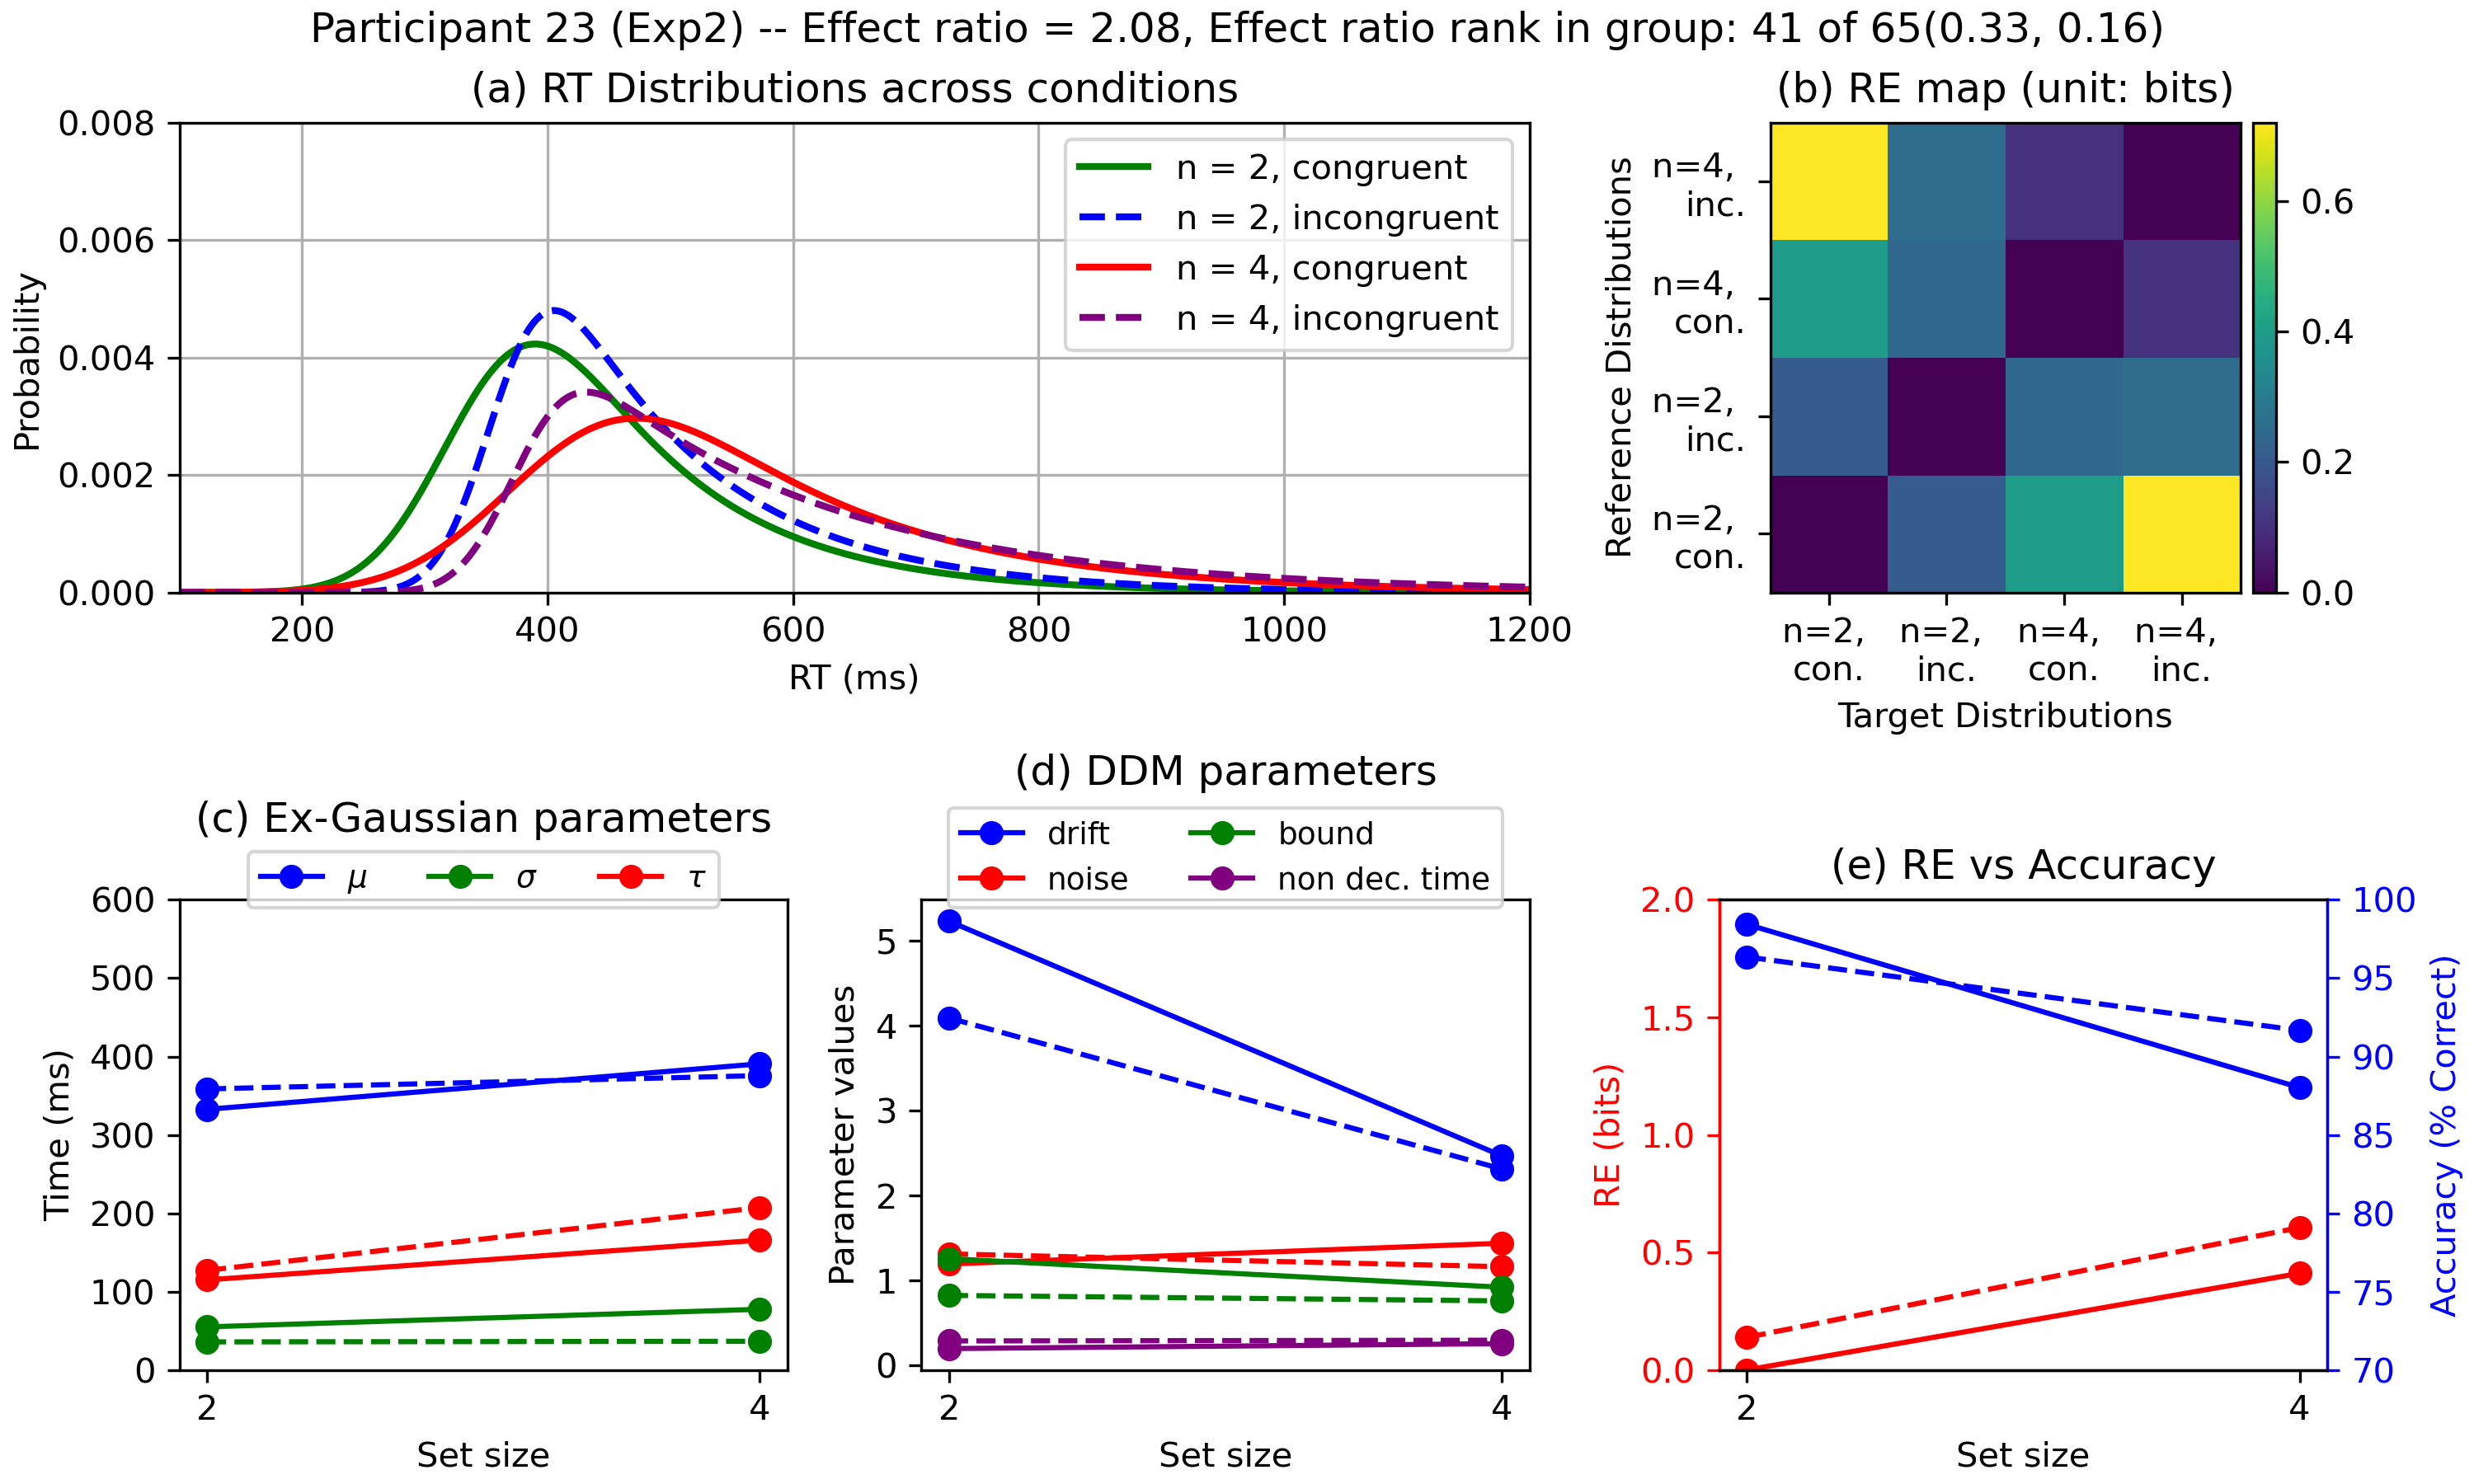 Participant 23 (Exp2) -- Effect ratio = 2.08, Effect ratio rank in group: 41 of 65(0.33, 0.16)
(a) RT Distributions across conditions
0.008
0.006
0.004
0.002
0.000
Probability
n = 2, congruent
n = 2, incongruent
n = 4, congruent
n = 4, incongruent
200
400
600
800
1000
1200
RT (ms)
(b) RE map (unit: bits)
Reference Distributions
n=4,
inc.
n=4,
con.
n=2,
inc.
n=2,
con.
0.6
0.4
0.2
0.0
n=2,
con.
n=2,
inc.
n=4,
con.
n=4,
inc.
Target Distributions
(c) Ex-Gaussian parameters
μ
σ
τ
600
500
400
300
200
100
0
Time (ms)
2
4
Set size
(d) DDM parameters
drift
noise
bound
non dec. time
5
4
3
2
1
0
Parameter values
2
4
Set size
(e) RE vs Accuracy
2.0
1.5
1.0
0.5
0.0
RE (bits)
100
95
90
85
80
75
70
Accuracy (% Correct)
2
4
Set size